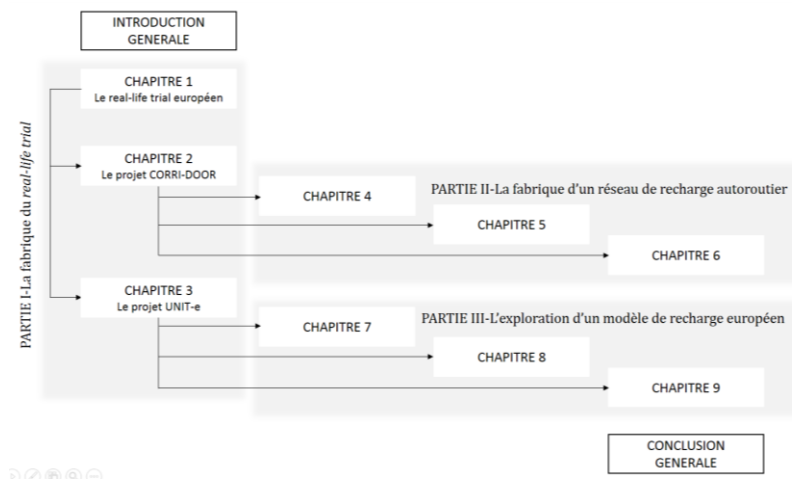 INTRODUCTION
GENERALE
PARTIE I-La fabrique du real-life trial
CHAPITRE 1
Le real-life trial européen
CHAPITRE 2
Le projet CORRI-DOOR
CHAPITRE 3
Le projet UNIT-e
PARTIE II-La fabrique d'un réseau de recharge autoroutier
CHAPITRE 4
CHAPITRE 5
CHAPITRE 6
PARTIE III-L'exploration d'un modèle de recharge européen
CHAPITRE 7
CHAPITRE 8
CHAPITRE 9
CONCLUSION
GENERALE